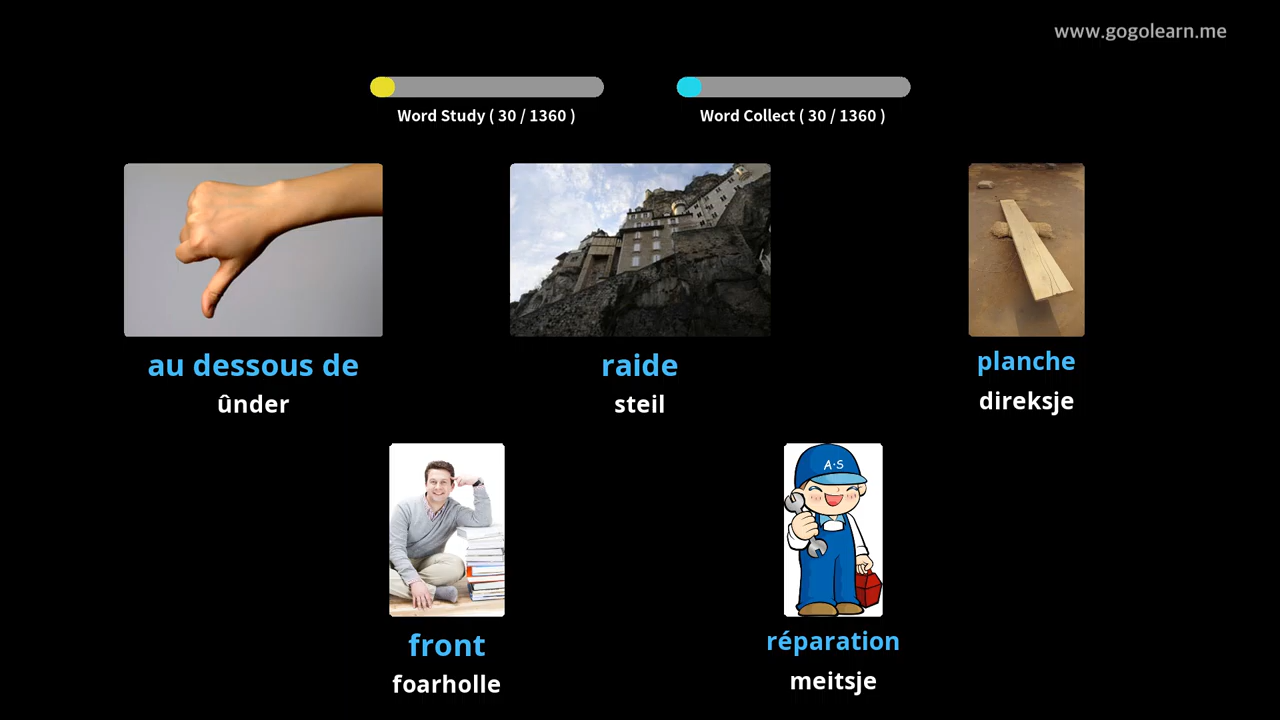 www.gogolearn.me
Word Study ( 30 / 1360 )
Word Collect ( 30 / 1360 )
au dessous de
ûnder
raide
steil
planche
direksje
A·S
front
foarholle
réparation
meitsje